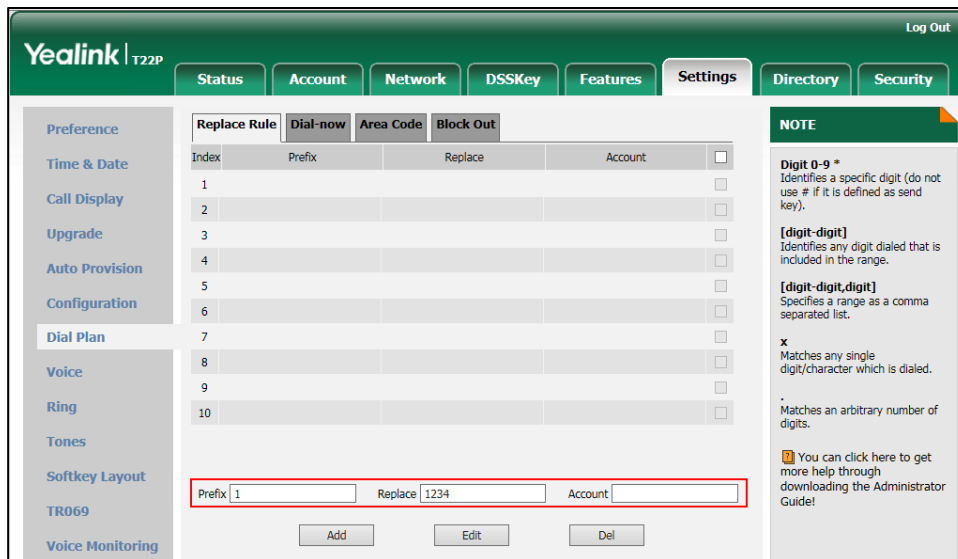 Log Out
Yealink | T22P
Status Account Network DSSKey Features Settings Directory Security
Preference
Time & Date
Call Display
Upgrade
Auto Provision
Configuration
Dial Plan
Voice
Ring
Tones
Softkey Layout
TR069
Voice Monitoring
Replace Rule Dial-now Area Code Block Out
Index Prefix Replace Account
1
2
3
4
5
6
7
8
9
10
Prefix 1 Replace 1234 Account
Add Edit Del
NOTE
Digit 0-9 *
Identifies a specific digit (do not
use # if it is defined as send
key).
[digit-digit]
Identifies any digit dialed that is
included in the range.
[digit-digit,digit]
Specifies a range as a comma
separated list.
x
Matches any single
digit/character which is dialed.
.
Matches an arbitrary number of
digits.
? You can click here to get
more help through
downloading the Administrator
Guide!